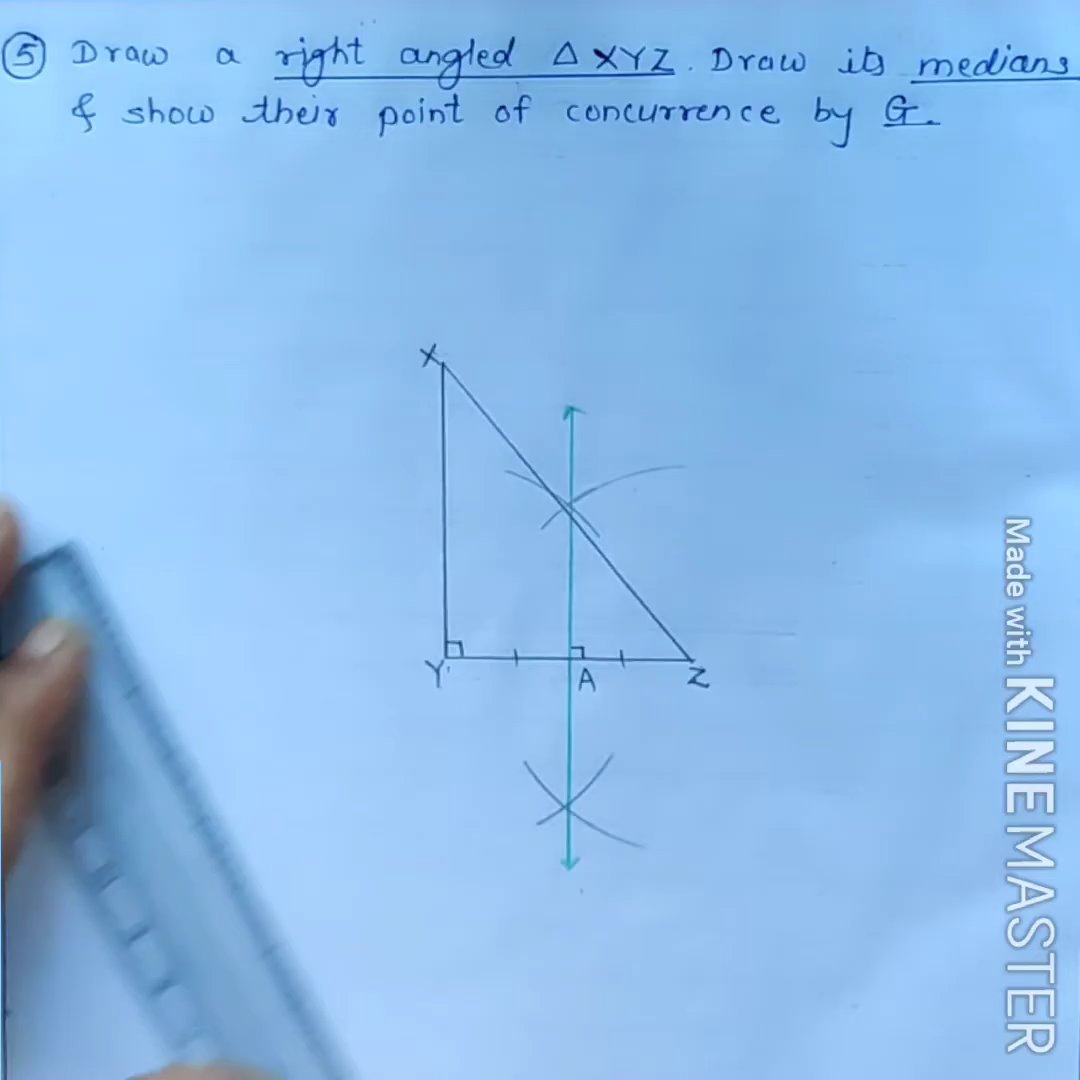 ⑤ Draw a right angled △XYZ. Draw its medians
& show their point of concurrence by G.
X
Y
A
Z
Made with KINEMASTER